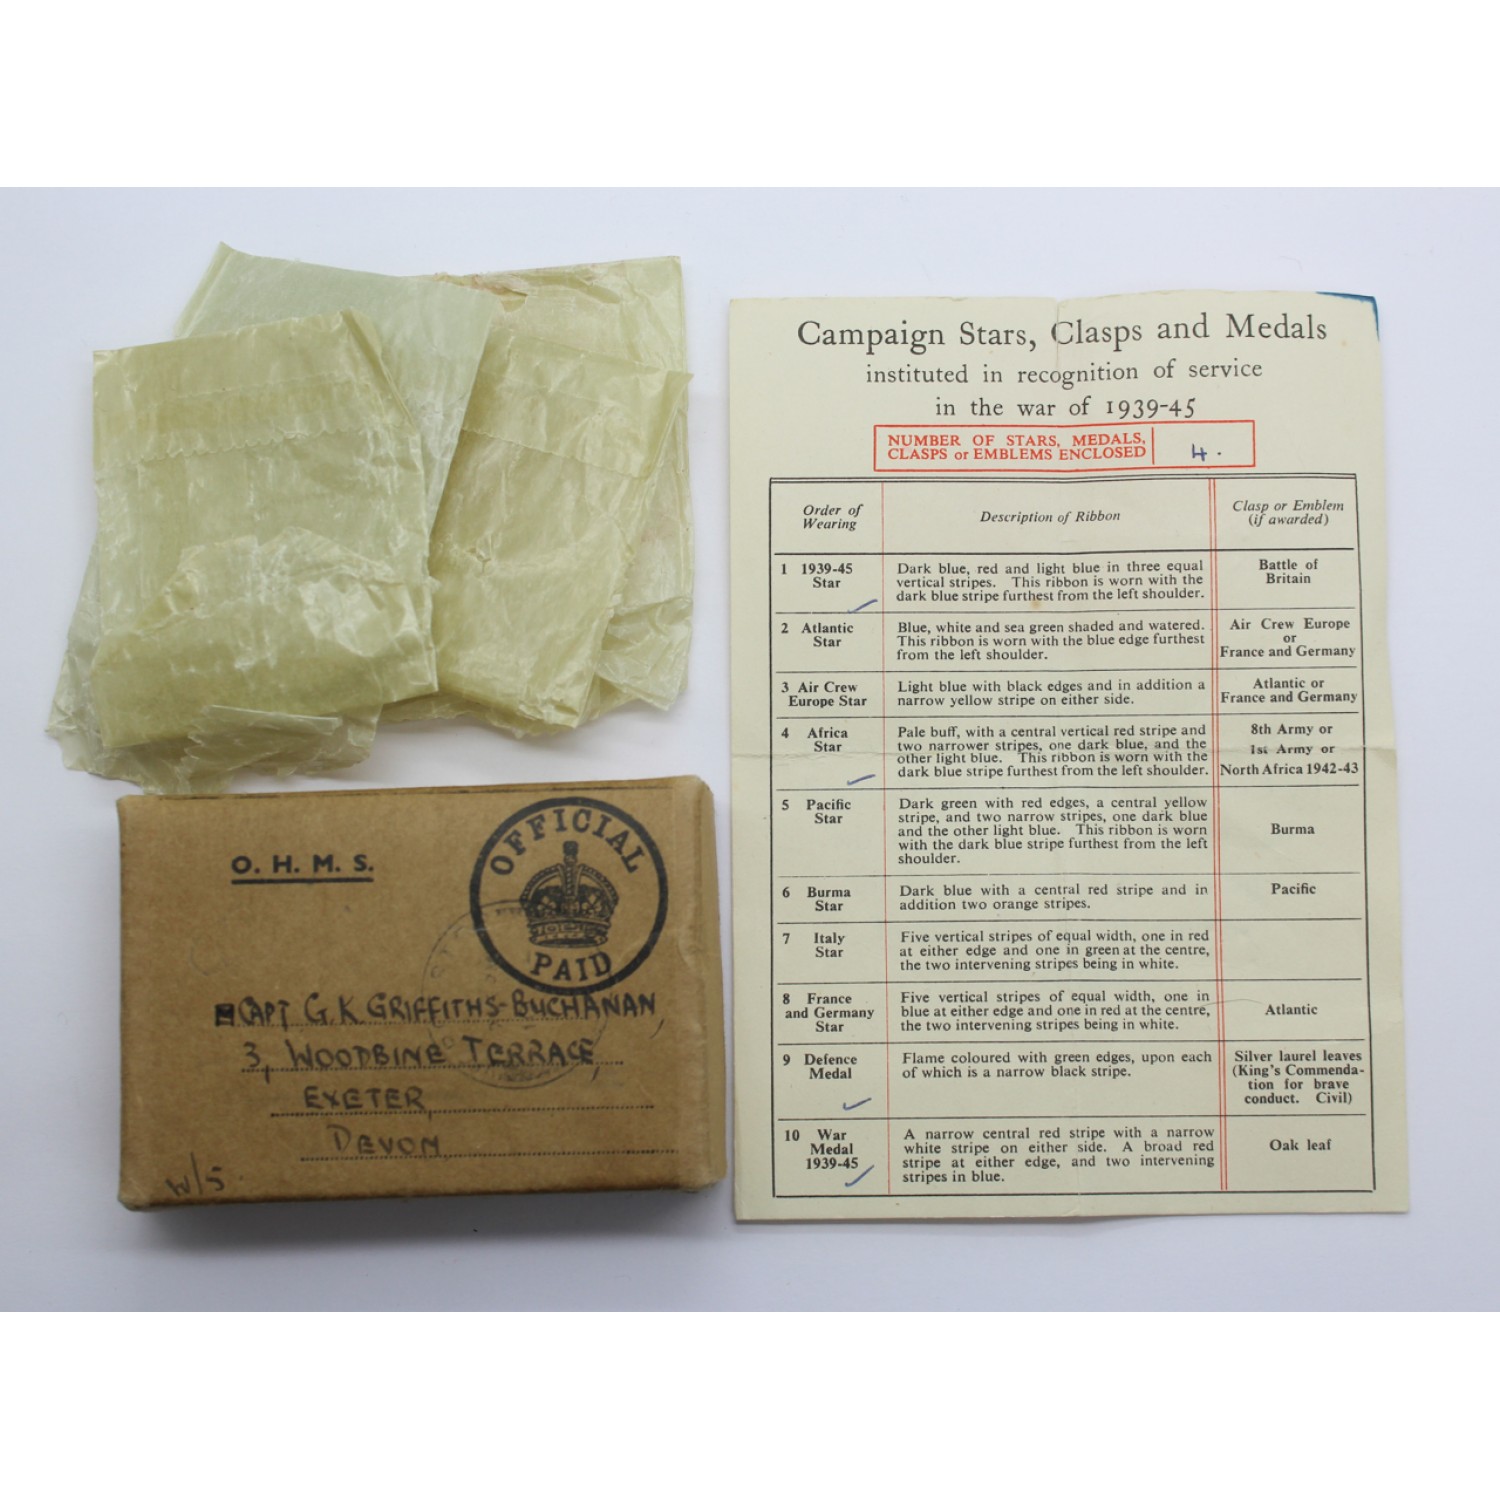 O. H. M. S.
OFFICIAL
PAID
CAPT G. K. GRIFFITHS-BUCHANAN
3, WOODBINE TERRACE,
EXETER,
DEVON
W/S
Campaign Stars, Clasps and Medals
instituted in recognition of service
in the war of 1939-45
NUMBER OF STARS, MEDALS,
CLASPS or EMBLEMS ENCLOSED
4.
Order of
Wearing
Description of Ribbon
Clasp or Emblem
(if awarded)
1 1939-45
Star
Dark blue, red and light blue in three equal
vertical stripes. This ribbon is worn with the
dark blue stripe furthest from the left shoulder.
Battle of
Britain
2 Atlantic
Star
Blue, white and sea green shaded and watered.
This ribbon is worn with the blue edge furthest
from the left shoulder.
Air Crew Europe
or
France and Germany
3 Air Crew
Europe Star
Light blue with black edges and in addition a
narrow yellow stripe on either side.
Atlantic or
France and Germany
4 Africa
Star
Pale buff, with a central vertical red stripe and
two narrower stripes, one dark blue, and the
other light blue. This ribbon is worn with the
dark blue stripe furthest from the left shoulder.
8th Army or
1st Army or
North Africa 1942-43
5 Pacific
Star
Dark green with red edges, a central yellow
stripe, and two narrow stripes, one dark blue
and the other light blue. This ribbon is worn
with the dark blue stripe furthest from the left
shoulder.
Burma
6 Burma
Star
Dark blue with a central red stripe and in
addition two orange stripes.
Pacific
7 Italy
Star
Five vertical stripes of equal width, one in red
at either edge and one in green at the centre,
the two intervening stripes being in white.
8 France
and Germany
Star
Five vertical stripes of equal width, one in
blue at either edge and one in red at the centre,
the two intervening stripes being in white.
Atlantic
9 Defence
Medal
Flame coloured with green edges, upon each
of which is a narrow black stripe.
Silver laurel leaves
(King's Commenda-
tion for brave
conduct. Civil)
10 War
Medal
1939-45
A narrow central red stripe with a narrow
white stripe on either side. A broad red
stripe at either edge, and two intervening
stripes in blue.
Oak leaf